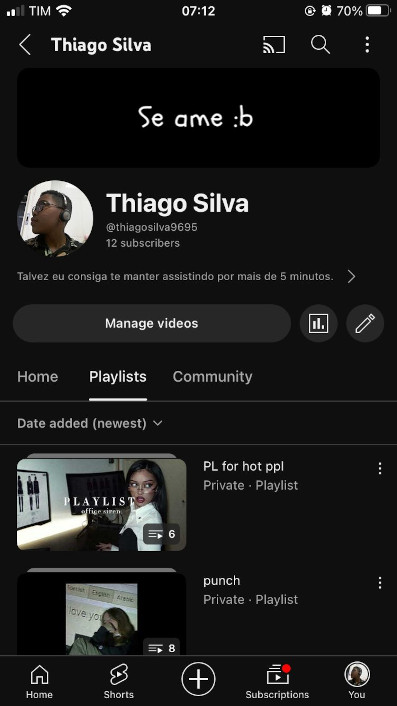 TIM 07:12 70%
Thiago Silva
Se ame :b
Thiago Silva
@thiagosilva9695
12 subscribers
Talvez eu consiga te manter assistindo por mais de 5 minutos.
Manage videos
Home Playlists Community
Date added (newest)
PL for hot ppl
Private · Playlist
PLAYLIST
office siren
6
punch
Private · Playlist
English
love you
8
Home Shorts Subscriptions You